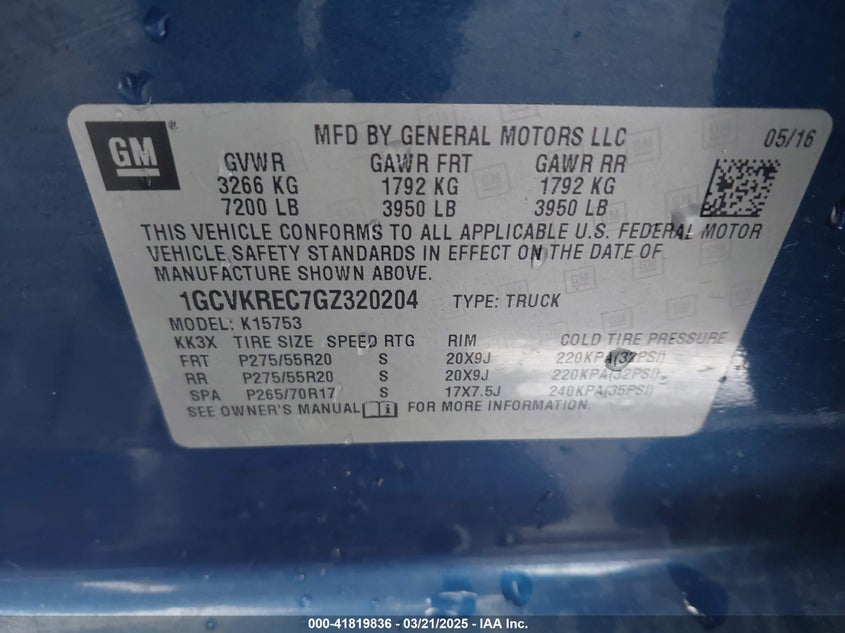 GM ®
MFD BY GENERAL MOTORS LLC 05/16
GVWR GAWR FRT GAWR RR
3266 KG 1792 KG 1792 KG
7200 LB 3950 LB 3950 LB
THIS VEHICLE CONFORMS TO ALL APPLICABLE U.S. FEDERAL MOTOR
VEHICLE SAFETY STANDARDS IN EFFECT ON THE DATE OF
MANUFACTURE SHOWN ABOVE.
1GCVKREC7GZ320204 TYPE: TRUCK
MODEL: K15753
KK3X TIRE SIZE SPEED RTG RIM COLD TIRE PRESSURE
FRT P275/55R20 S 20X9J 220KPA(32PSI)
RR P275/55R20 S 20X9J 220KPA(32PSI)
SPA P265/70R17 S 17X7.5J 240KPA(35PSI)
SEE OWNER'S MANUAL FOR MORE INFORMATION.
000-41819836 - 03/21/2025 - IAA Inc.